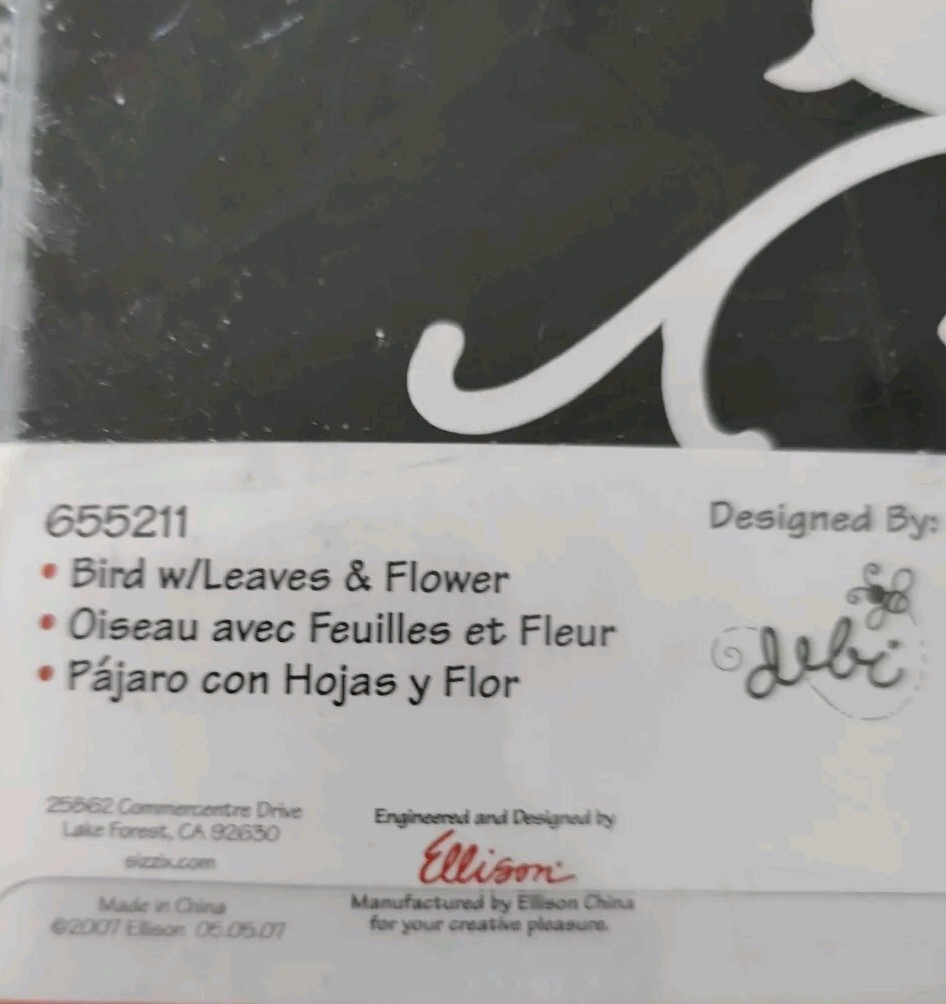 655211
• Bird w/Leaves & Flower
• Oiseau avec Feuilles et Fleur
• Pájaro con Hojas y Flor
Designed By:
debi
25862 Commercentre Drive
Lake Forest, CA 92630
sizzix.com
Made in China
©2007 Ellison 05.05.07
Engineered and Designed by
Ellison
Manufactured by Ellison China
for your creative pleasure.